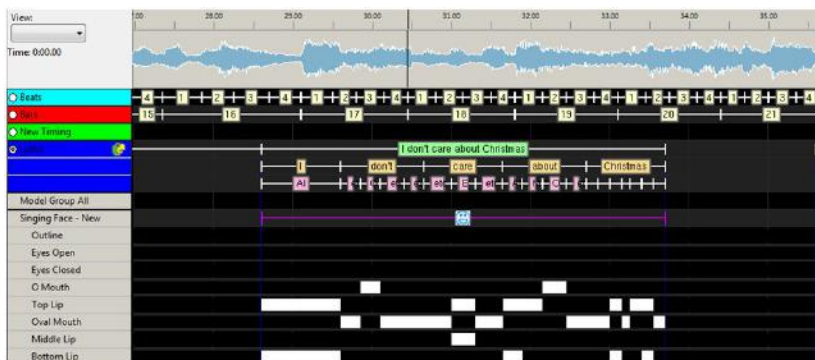 View:
Time: 0:00.00
28.00 29.00 30.00 31.00 32.00 33.00 34.00 35.00
Beats 4 1 2 3 4 1 2 3 4 1 2 3 4 1 2 3 4 1 2 3 4 1 2 3 4
Bars 15 16 17 18 19 20 21
New Timing
I don't care about Christmas
I don't care about Christmas
AI
Model Group All
Singing Face - New
Outline
Eyes Open
Eyes Closed
O Mouth
Top Lip
Oval Mouth
Middle Lip
Bottom Lip